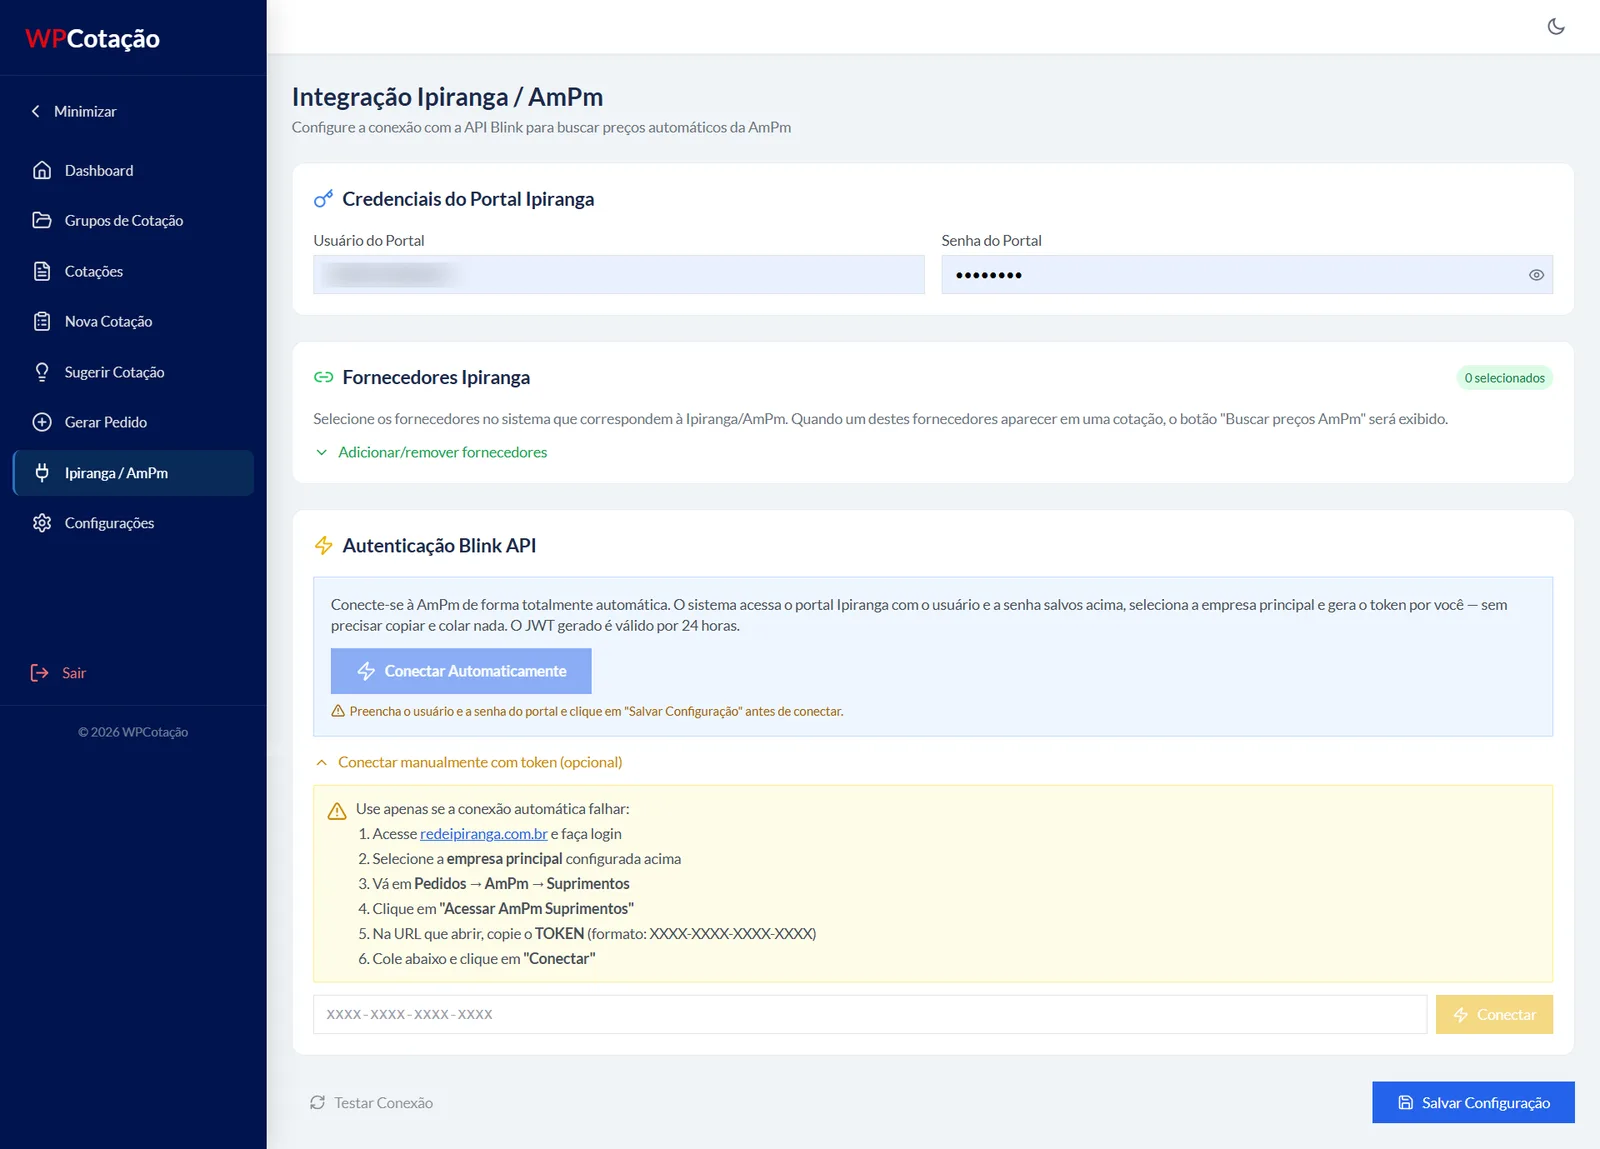 WPCotação
Minimizar
Dashboard
Grupos de Cotação
Cotações
Nova Cotação
Sugerir Cotação
Gerar Pedido
Ipiranga / AmPm
Configurações
Sair
© 2026 WPCotação
Integração Ipiranga / AmPm
Configure a conexão com a API Blink para buscar preços automáticos da AmPm
Credenciais do Portal Ipiranga
Usuário do Portal
Senha do Portal
••••••••
Fornecedores Ipiranga
0 selecionados
Selecione os fornecedores no sistema que correspondem à Ipiranga/AmPm. Quando um destes fornecedores aparecer em uma cotação, o botão "Buscar preços AmPm" será exibido.
Adicionar/remover fornecedores
Autenticação Blink API
Conecte-se à AmPm de forma totalmente automática. O sistema acessa o portal Ipiranga com o usuário e a senha salvos acima, seleciona a empresa principal e gera o token por você — sem
precisar copiar e colar nada. O JWT gerado é válido por 24 horas.
Conectar Automaticamente
Preencha o usuário e a senha do portal e clique em "Salvar Configuração" antes de conectar.
Conectar manualmente com token (opcional)
Use apenas se a conexão automática falhar:
1. Acesse redeipiranga.com.br e faça login
2. Selecione a empresa principal configurada acima
3. Vá em Pedidos → AmPm → Suprimentos
4. Clique em "Acessar AmPm Suprimentos"
5. Na URL que abrir, copie o TOKEN (formato: XXXX-XXXX-XXXX-XXXX)
6. Cole abaixo e clique em "Conectar"
XXXX-XXXX-XXXX-XXXX
Conectar
Testar Conexão
Salvar Configuração